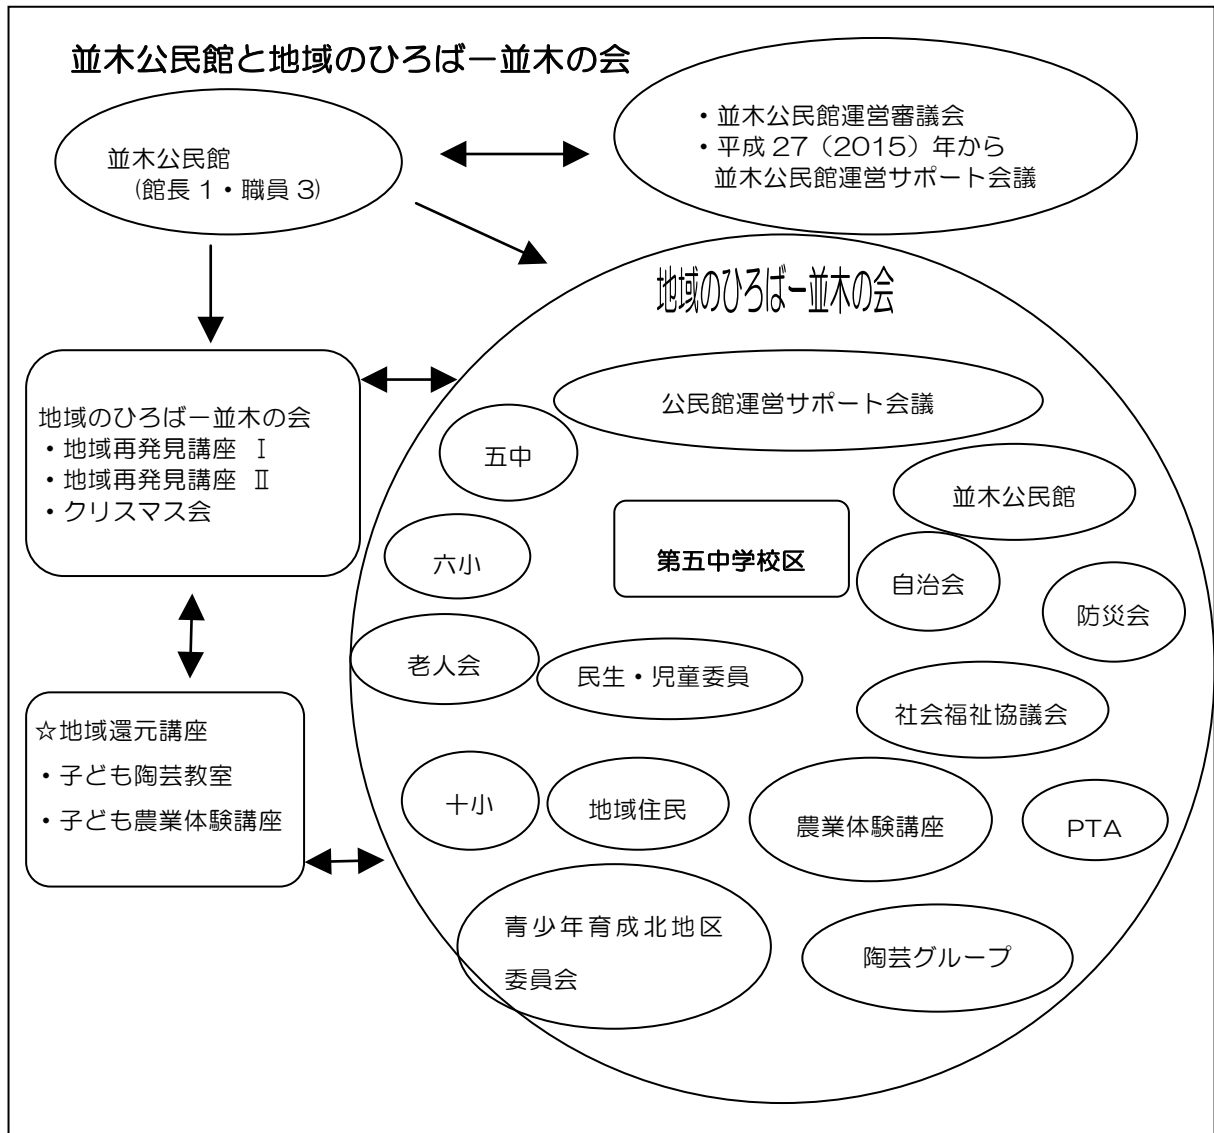 並木公民館と地域のひろばー並木の会
並木公民館
(館長1・職員3)
・並木公民館運営審議会
・平成27（2015）年から
並木公民館運営サポート会議
地域のひろばー並木の会
地域のひろばー並木の会
・地域再発見講座 Ⅰ
・地域再発見講座 Ⅱ
・クリスマス会
公民館運営サポート会議
五中
並木公民館
六小
第五中学校区
自治会
防災会
老人会
民生・児童委員
社会福祉協議会
☆地域還元講座
・子ども陶芸教室
・子ども農業体験講座
十小
地域住民
農業体験講座
PTA
青少年育成北地区
委員会
陶芸グループ